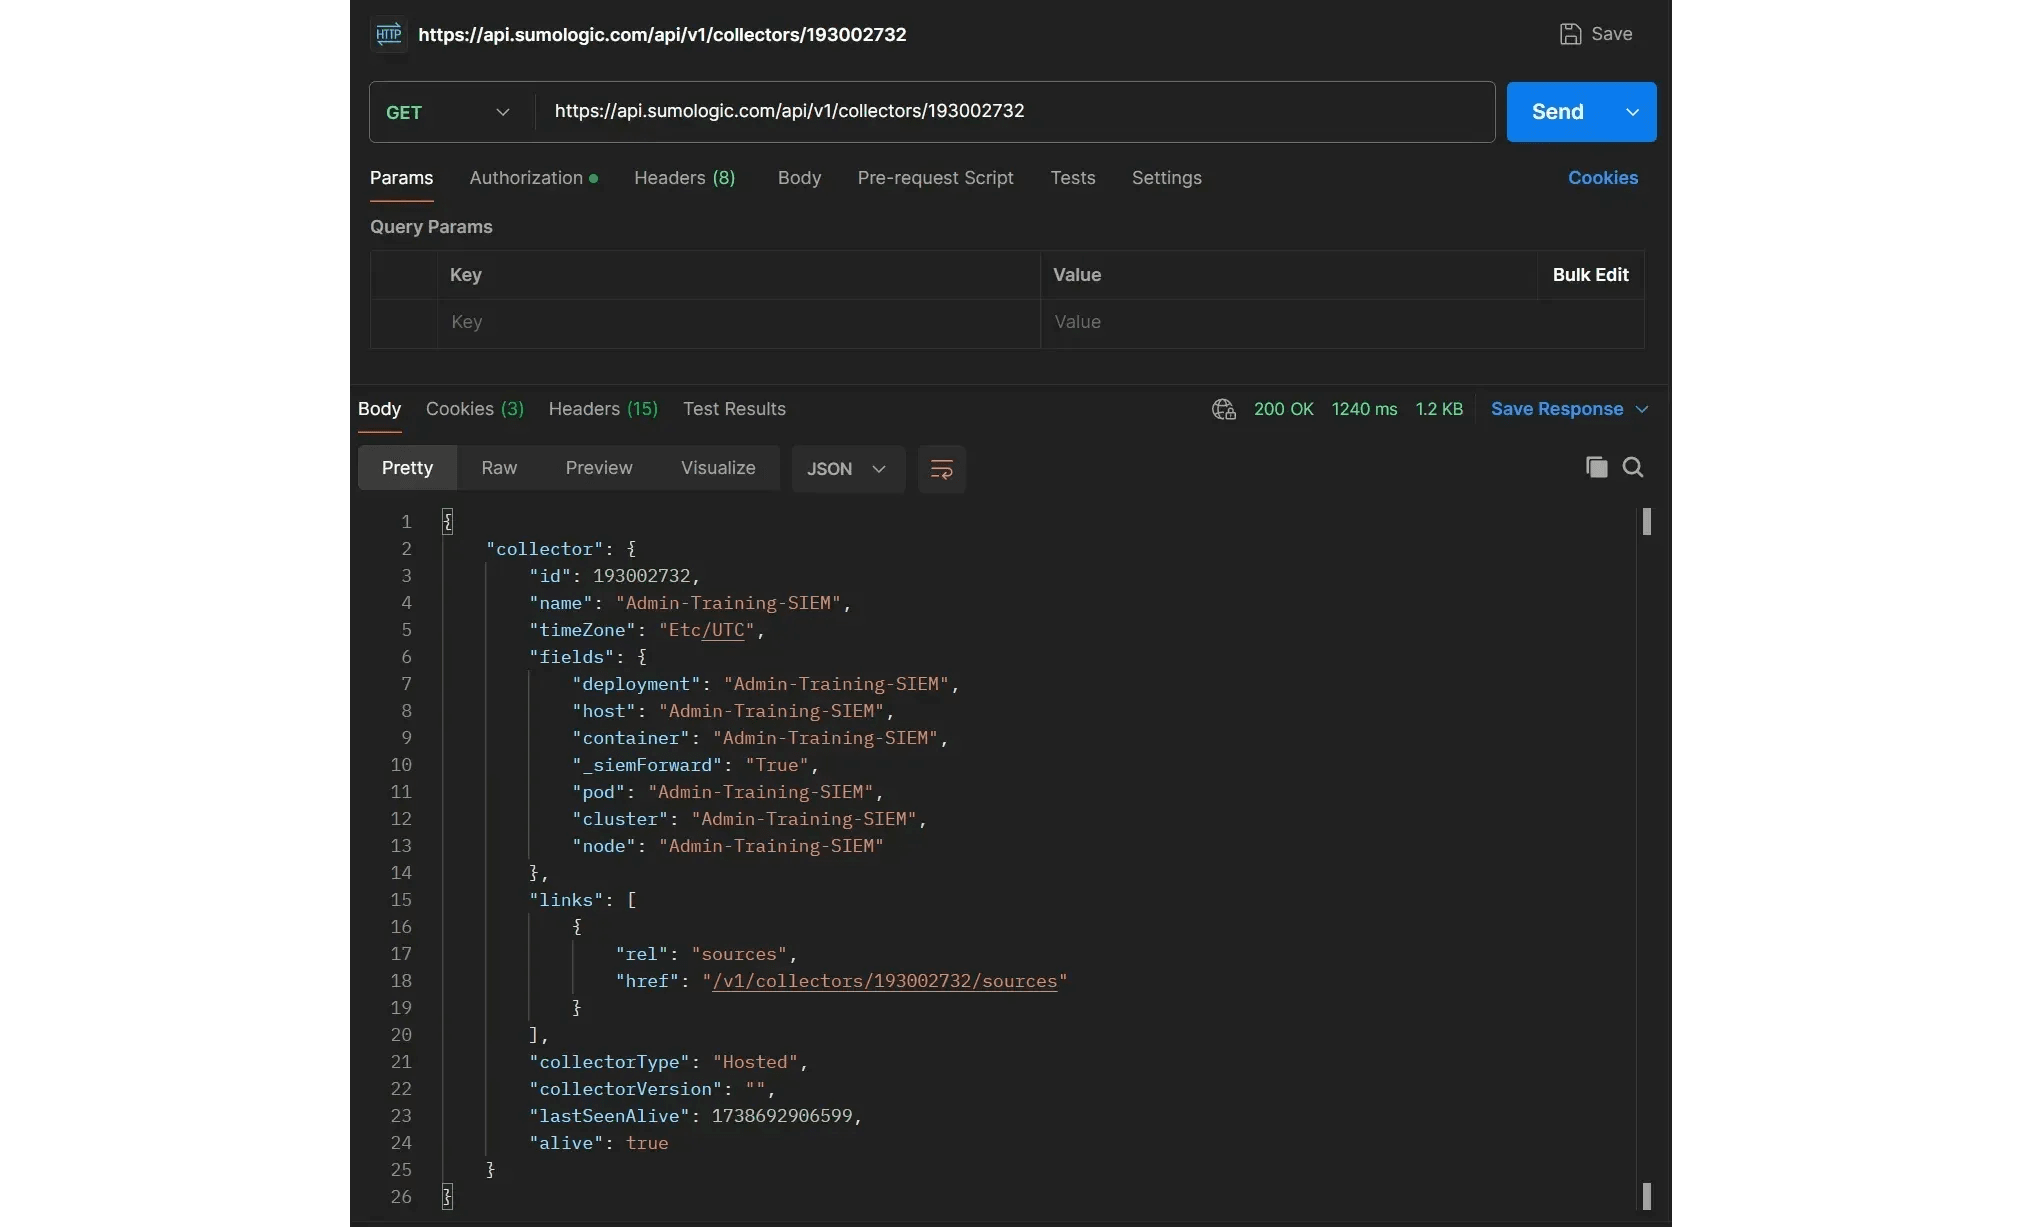 HTTP https://api.sumologic.com/api/v1/collectors/193002732 Save
GET https://api.sumologic.com/api/v1/collectors/193002732 Send
Params Authorization Headers (8) Body Pre-request Script Tests Settings Cookies
Query Params
Key Value Bulk Edit
Key Value
Body Cookies (3) Headers (15) Test Results 200 OK 1240 ms 1.2 KB Save Response
Pretty Raw Preview Visualize JSON
1 {
2 "collector": {
3 "id": 193002732,
4 "name": "Admin-Training-SIEM",
5 "timeZone": "Etc/UTC",
6 "fields": {
7 "deployment": "Admin-Training-SIEM",
8 "host": "Admin-Training-SIEM",
9 "container": "Admin-Training-SIEM",
10 "_siemForward": "True",
11 "pod": "Admin-Training-SIEM",
12 "cluster": "Admin-Training-SIEM",
13 "node": "Admin-Training-SIEM"
14 },
15 "links": [
16 {
17 "rel": "sources",
18 "href": "/v1/collectors/193002732/sources"
19 }
20 ],
21 "collectorType": "Hosted",
22 "collectorVersion": "",
23 "lastSeenAlive": 1738692906599,
24 "alive": true
25 }
26 }